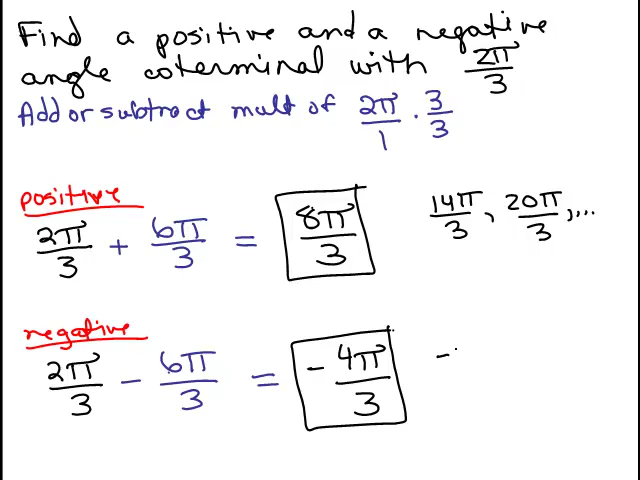 Find a positive and a negative
angle coterminal with 2π/3
Add or subtract mult of 2π/1 · 3/3
positive
2π/3 + 6π/3 = 8π/3 14π/3, 20π/3, ...
negative
2π/3 - 6π/3 = -4π/3 -